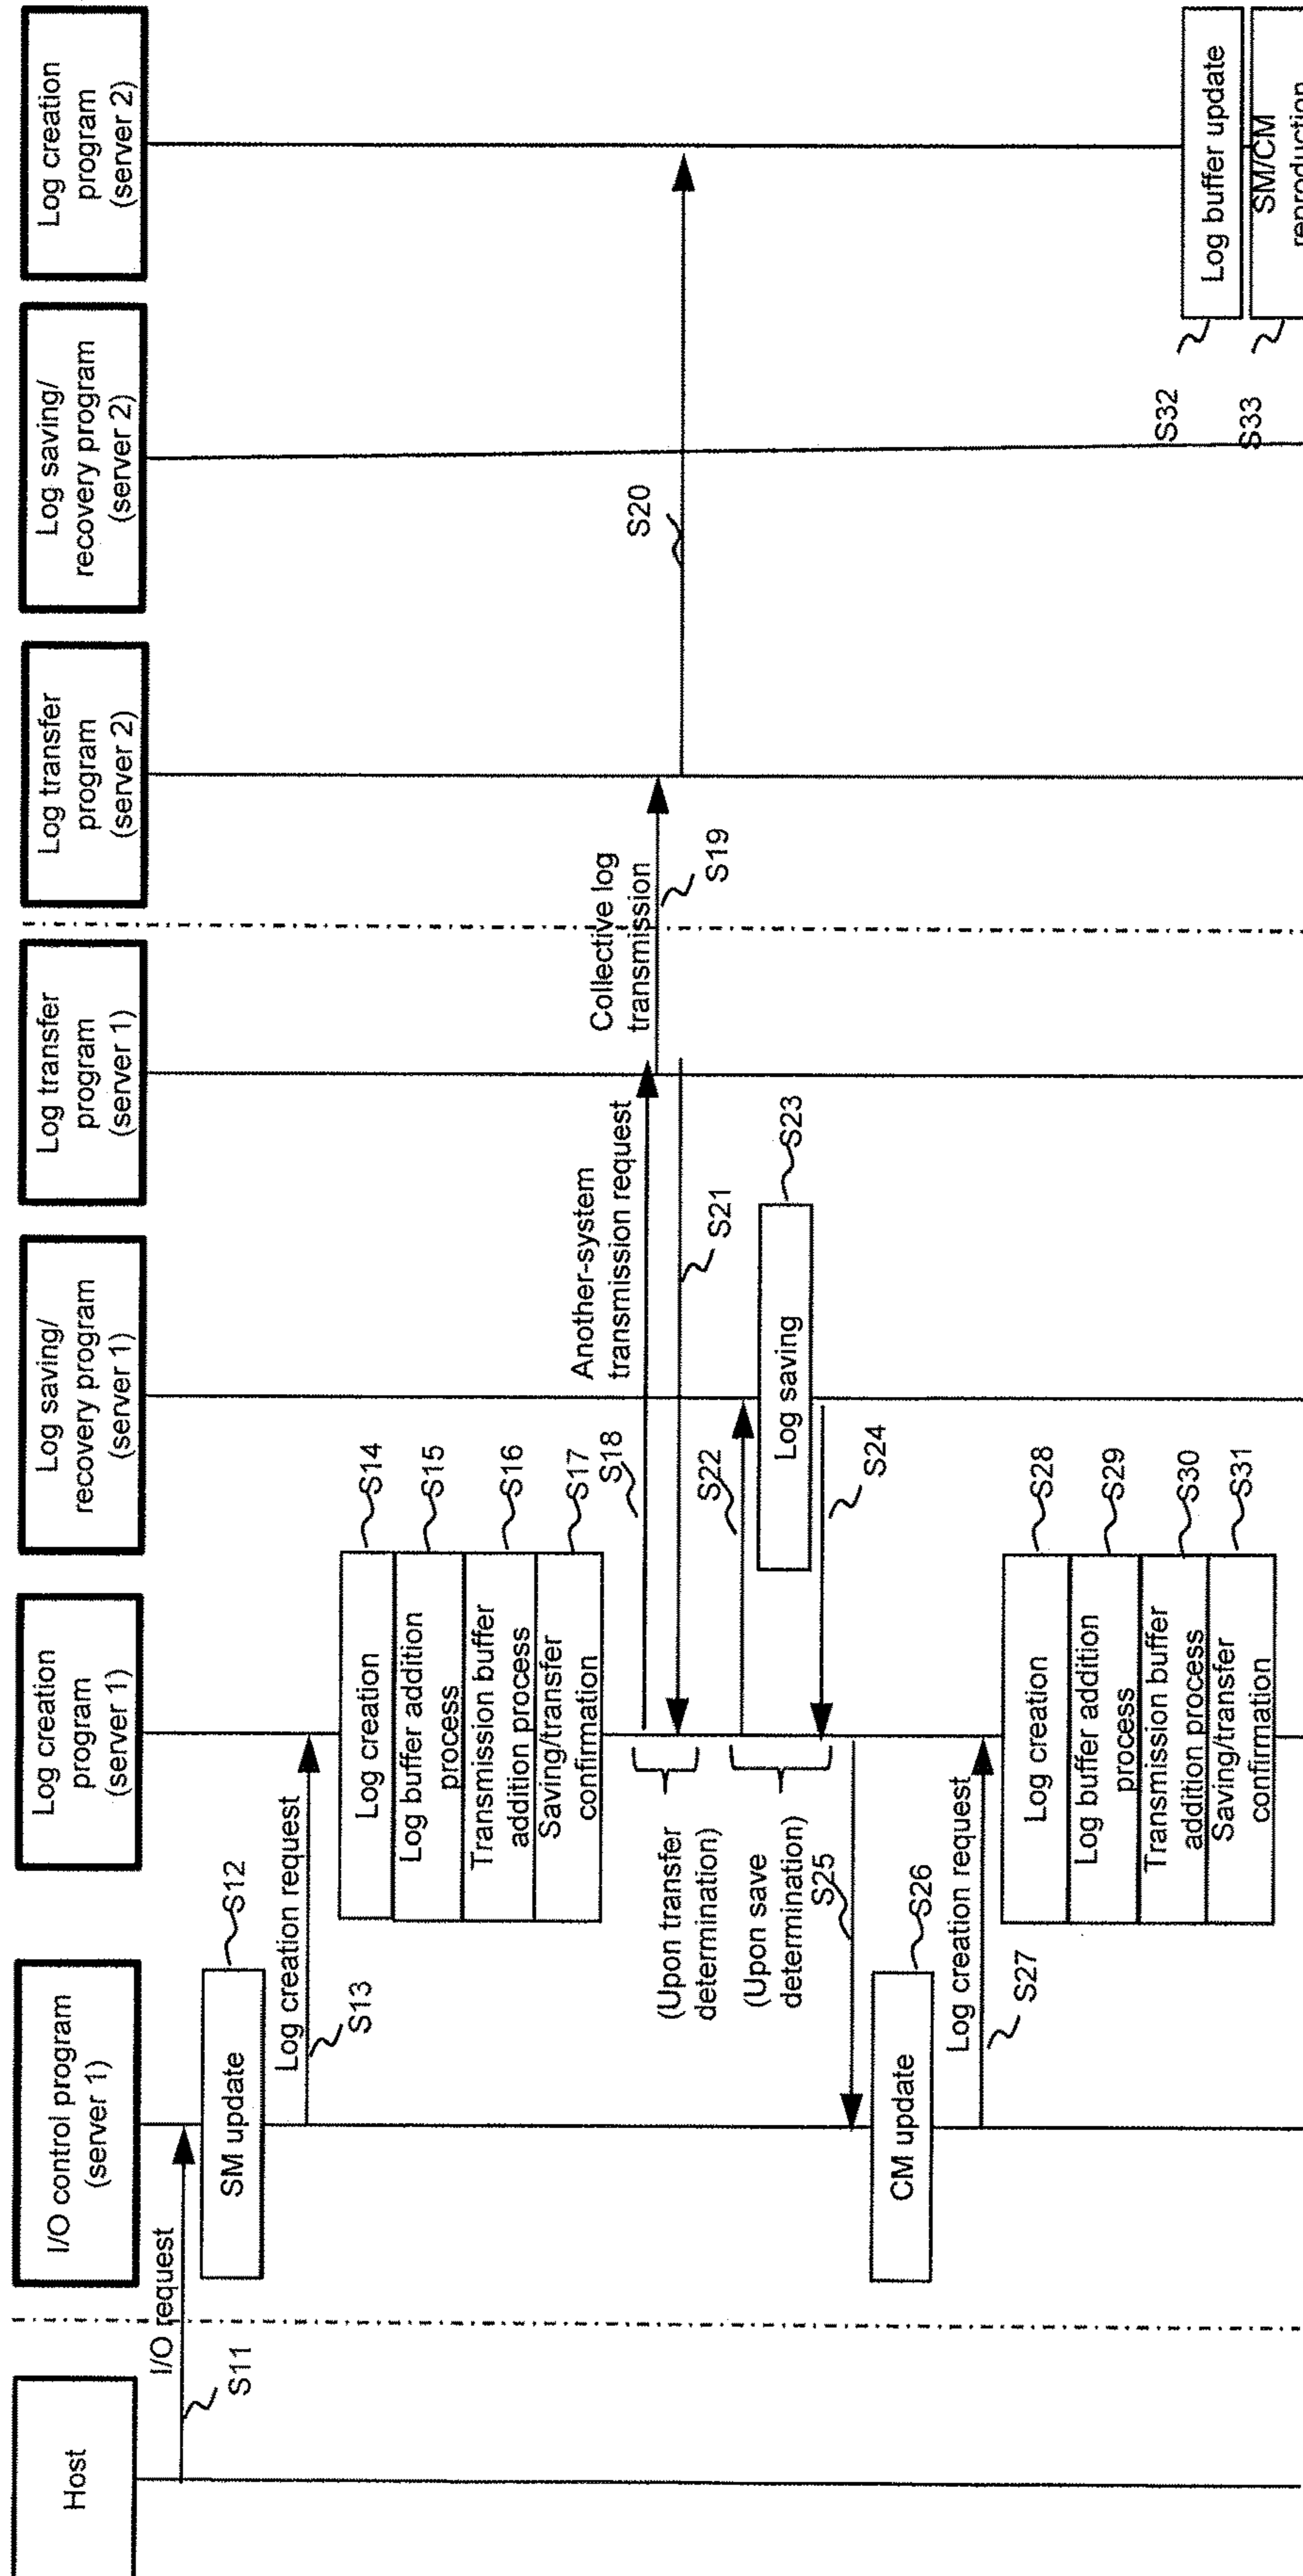 Host
I/O control program
(server 1)
Log creation
program
(server 1)
Log saving/
recovery program
(server 1)
Log transfer
program
(server 1)
Log transfer
program
(server 2)
Log saving/
recovery program
(server 2)
Log creation
program
(server 2)
I/O request
S11
SM update
S12
Log creation request
S13
Log creation
S14
Log buffer addition
process
S15
Transmission buffer
addition process
S16
Saving/transfer
confirmation
S17
S18
Another-system
transmission request
Collective log
transmission
S19
S20
S21
(Upon transfer
determination)
S22
Log saving
S23
S24
(Upon save
determination)
S25
CM update
S26
Log creation request
S27
Log creation
S28
Log buffer addition
process
S29
Transmission buffer
addition process
S30
Saving/transfer
confirmation
S31
S32
Log buffer update
S33
SM/CM
reproduction